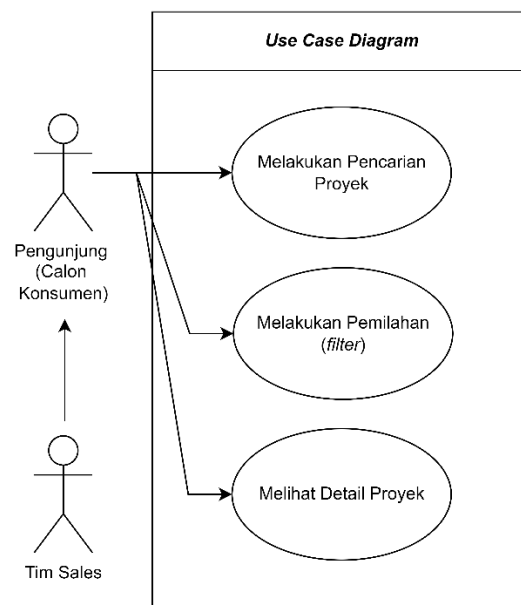 Use Case Diagram
Melakukan Pencarian
Proyek
Pengunjung
(Calon
Konsumen)
Melakukan Pemilahan
(filter)
Melihat Detail Proyek
Tim Sales